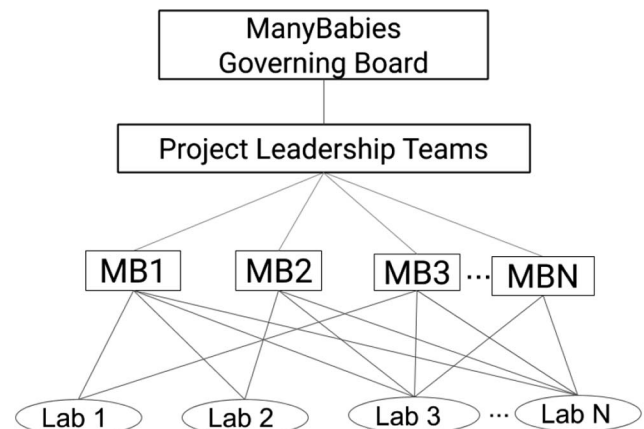 ManyBabies
Governing Board
Project Leadership Teams
MB1 MB2 MB3 ... MBN
Lab 1 Lab 2 Lab 3 ... Lab N